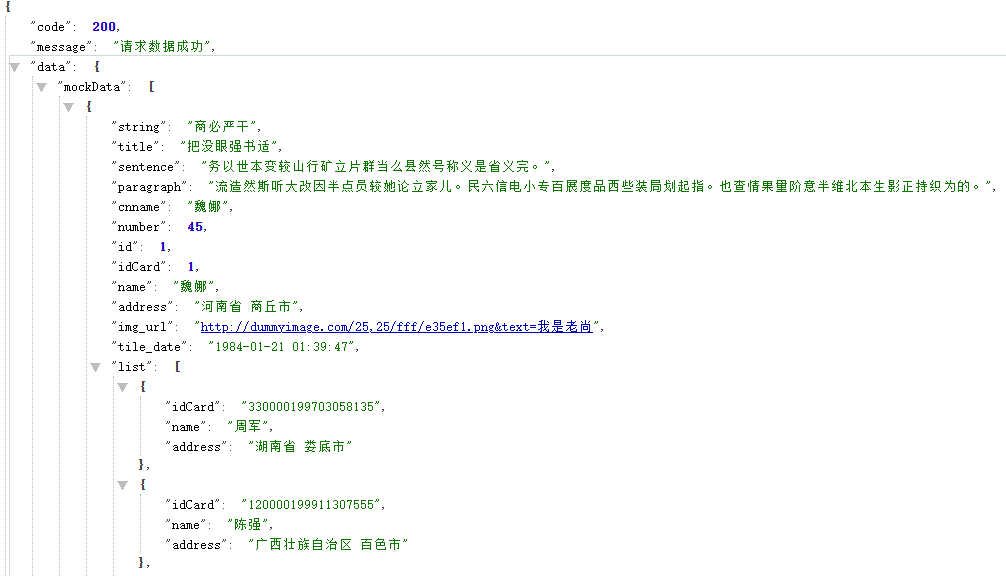 {
"code": 200,
"message": "请求数据成功",
"data": {
"mockData": [
{
"string": "商必严干",
"title": "把没眼强书适",
"sentence": "务以世本变较山行矿立片群当么县然号称义是省义完。",
"paragraph": "流造然斯听大改因半点员较她论立家儿。民六信电小专百展度品西些装局划起指。也查情果量阶意半维北本生影正持织为的。",
"cnname": "魏娜",
"number": 45,
"id": 1,
"idCard": 1,
"name": "魏娜",
"address": "河南省 商丘市",
"img_url": "http://dummyimage.com/25,25/fff/e35ef1.png&text=我是老尚",
"tile_date": "1984-01-21 01:39:47",
"list": [
{
"idCard": "330000199703058135",
"name": "周军",
"address": "湖南省 娄底市"
},
{
"idCard": "120000199911307555",
"name": "陈强",
"address": "广西壮族自治区 百色市"
},